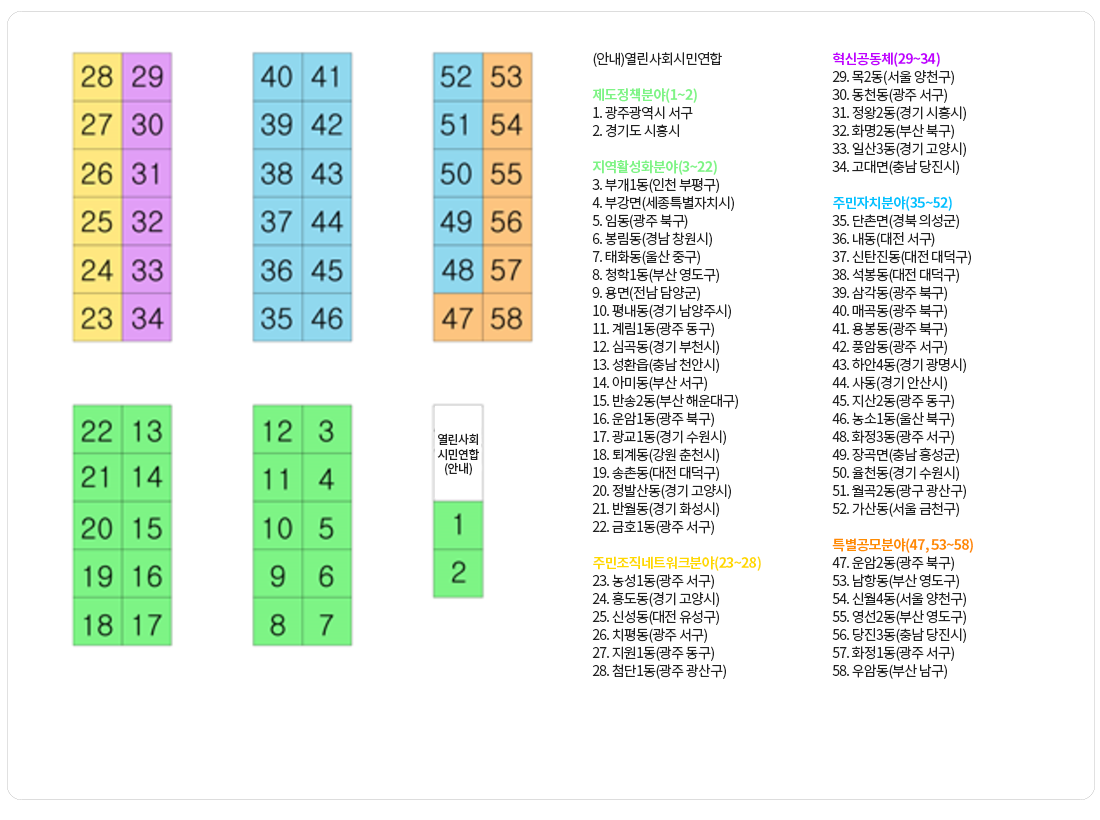 28 29
27 30
26 31
25 32
24 33
23 34
40 41
39 42
38 43
37 44
36 45
35 46
52 53
51 54
50 55
49 56
48 57
47 58
22 13
21 14
20 15
19 16
18 17
12 3
11 4
10 5
9 6
8 7
열린사회
시민연합
(안내)
1
2
(안내)열린사회시민연합
제도정책분야(1~2)
1. 광주광역시 서구
2. 경기도 시흥시
지역활성화분야(3~22)
3. 부개1동(인천 부평구)
4. 부강면(세종특별자치시)
5. 임동(광주 북구)
6. 봉림동(경남 창원시)
7. 태화동(울산 중구)
8. 청학1동(부산 영도구)
9. 용면(전남 담양군)
10. 평내동(경기 남양주시)
11. 계림1동(광주 동구)
12. 심곡동(경기 부천시)
13. 성환읍(충남 천안시)
14. 아미동(부산 서구)
15. 반송2동(부산 해운대구)
16. 운암1동(광주 북구)
17. 광교1동(경기 수원시)
18. 퇴계동(강원 춘천시)
19. 송촌동(대전 대덕구)
20. 정발산동(경기 고양시)
21. 반월동(경기 화성시)
22. 금호1동(광주 서구)
주민조직네트워크분야(23~28)
23. 농성1동(광주 서구)
24. 흥도동(경기 고양시)
25. 신성동(대전 유성구)
26. 치평동(광주 서구)
27. 지원1동(광주 동구)
28. 첨단1동(광주 광산구)
혁신공동체(29~34)
29. 목2동(서울 양천구)
30. 동천동(광주 서구)
31. 정왕2동(경기 시흥시)
32. 화명2동(부산 북구)
33. 일산3동(경기 고양시)
34. 고대면(충남 당진시)
주민자치분야(35~52)
35. 단촌면(경북 의성군)
36. 내동(대전 서구)
37. 신탄진동(대전 대덕구)
38. 석봉동(대전 대덕구)
39. 삼각동(광주 북구)
40. 매곡동(광주 북구)
41. 용봉동(광주 북구)
42. 풍암동(광주 서구)
43. 하안4동(경기 광명시)
44. 사동(경기 안산시)
45. 지산2동(광주 동구)
46. 농소1동(울산 북구)
48. 화정3동(광주 서구)
49. 장곡면(충남 홍성군)
50. 율천동(경기 수원시)
51. 월곡2동(광구 광산구)
52. 가산동(서울 금천구)
특별공모분야(47, 53~58)
47. 운암2동(광주 북구)
53. 남항동(부산 영도구)
54. 신월4동(서울 양천구)
55. 영선2동(부산 영도구)
56. 당진3동(충남 당진시)
57. 화정1동(광주 서구)
58. 우암동(부산 남구)